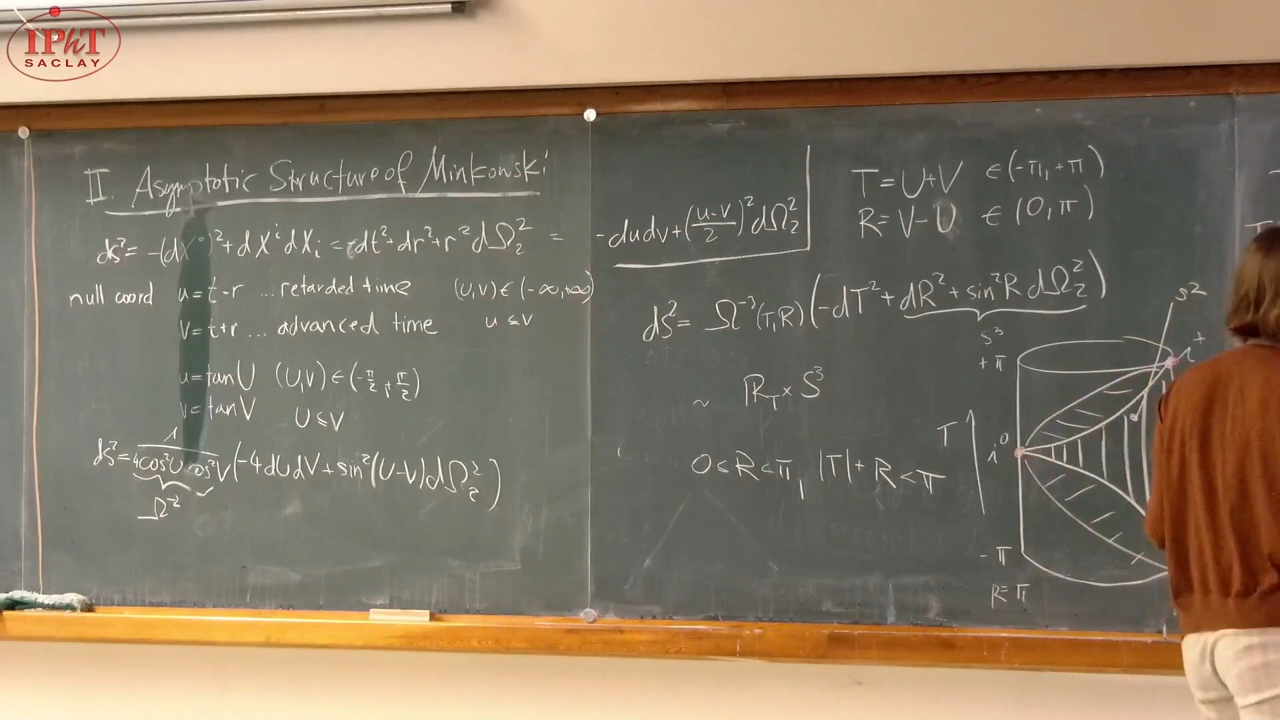 IPhT
SACLAY
II. Asymptotic Structure of Minkowski
ds² = -(dX⁰)² + dXⁱdXᵢ = -dt² + dr² + r²dΩ₂² = -dudv + (u-v/2)² dΩ₂²
null coord u = t-r ... retarded time (u,v) ∈ (-∞,+∞)
v = t+r ... advanced time u ≤ v
u = tan U (U,V) ∈ (-π/2, π/2)
v = tan V U ≤ V
ds² = 1/4cos²U cos²V (-4dUdV + sin²(U-V)dΩ₂²)
Ω⁻²
T = U+V ∈ (-π, +π)
R = V-U ∈ (0, π)
ds² = Ω⁻³(T,R) (-dT² + dR² + sin²R dΩ₂²)
S³
~ ℝ_T × S³
0 ≤ R < π, |T| + R < π
S²
+π
i⁺
T
i⁰
-π
R=π